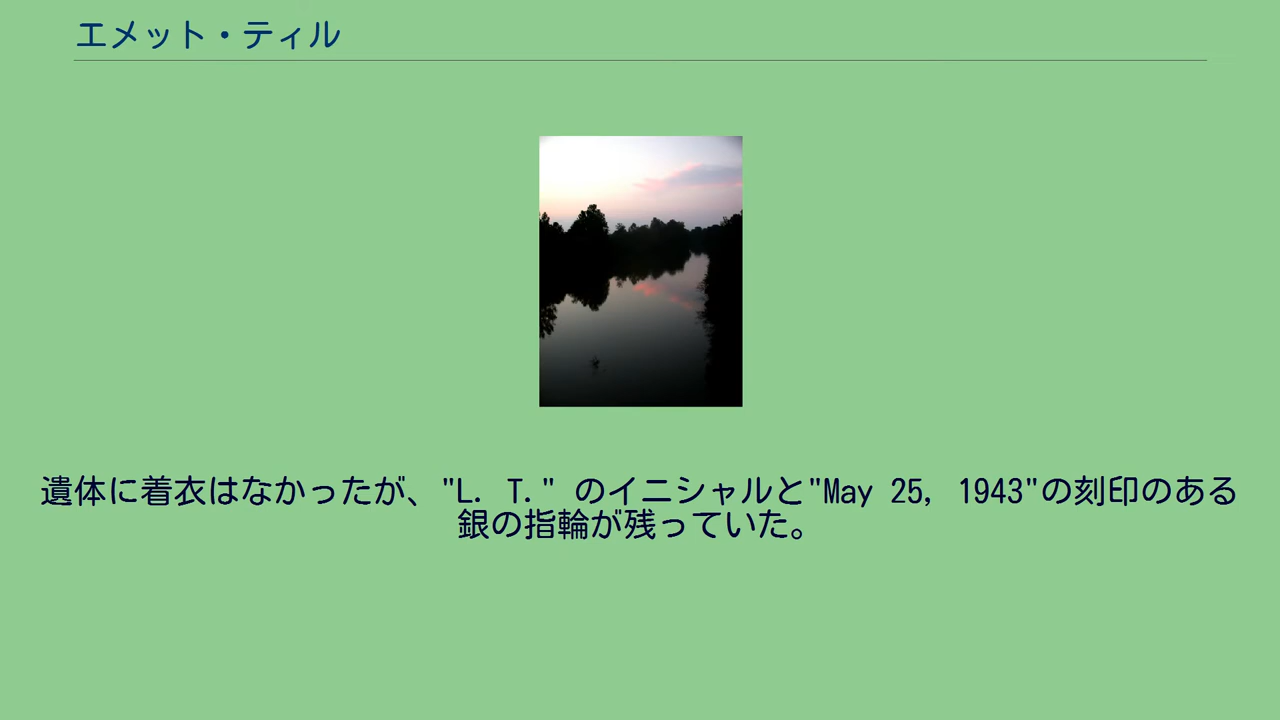 エメット・ティル
遺体に着衣はなかったが、"L. T." のイニシャルと"May 25, 1943"の刻印のある
銀の指輪が残っていた。